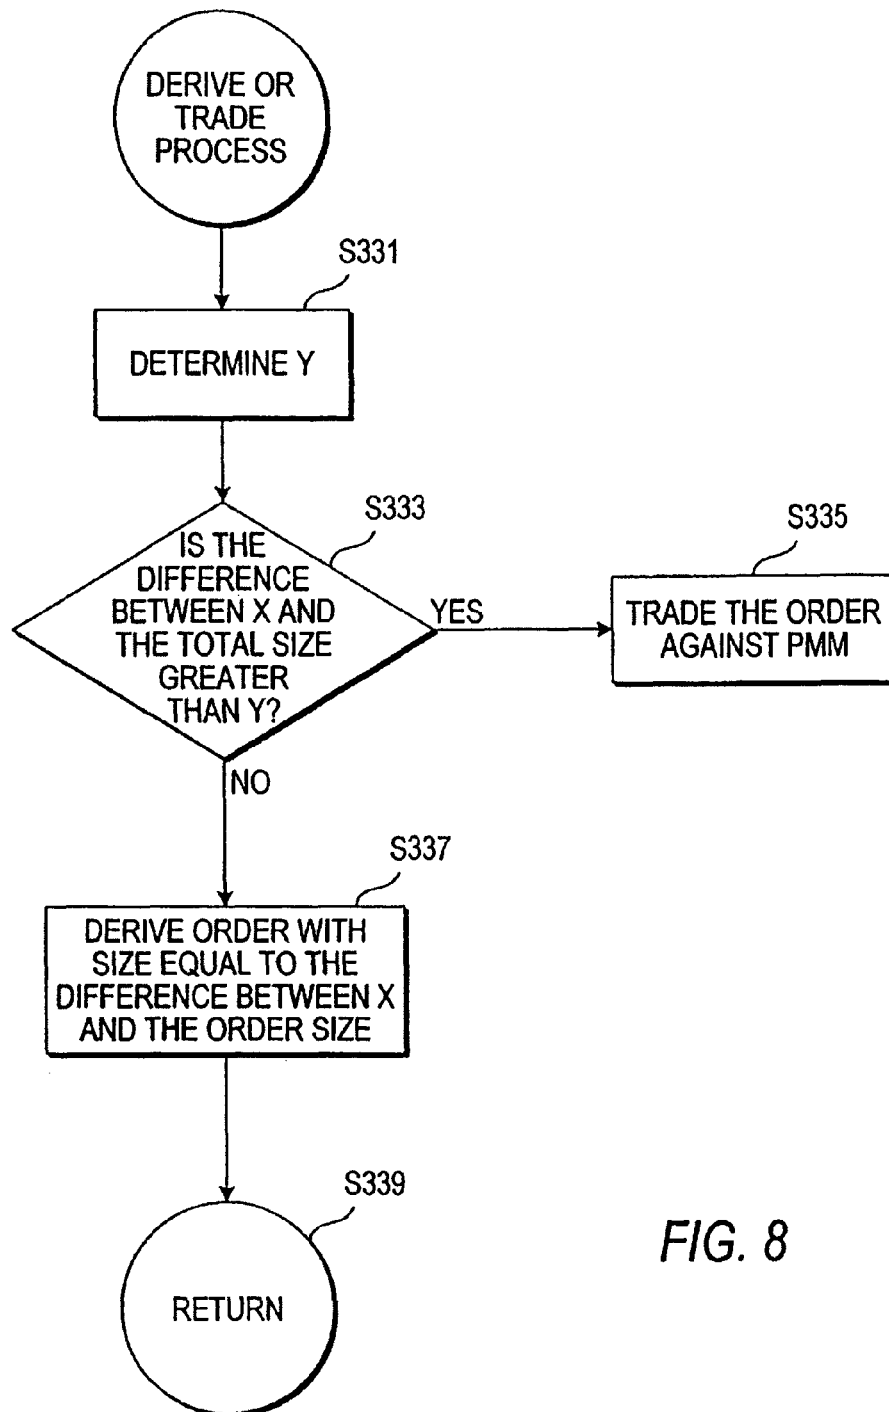 DERIVE OR
TRADE
PROCESS
S331
DETERMINE Y
S333
IS THE
DIFFERENCE
BETWEEN X AND
THE TOTAL SIZE
GREATER
THAN Y?
YES
S335
TRADE THE ORDER
AGAINST PMM
NO
S337
DERIVE ORDER WITH
SIZE EQUAL TO THE
DIFFERENCE BETWEEN X
AND THE ORDER SIZE
S339
RETURN
FIG. 8